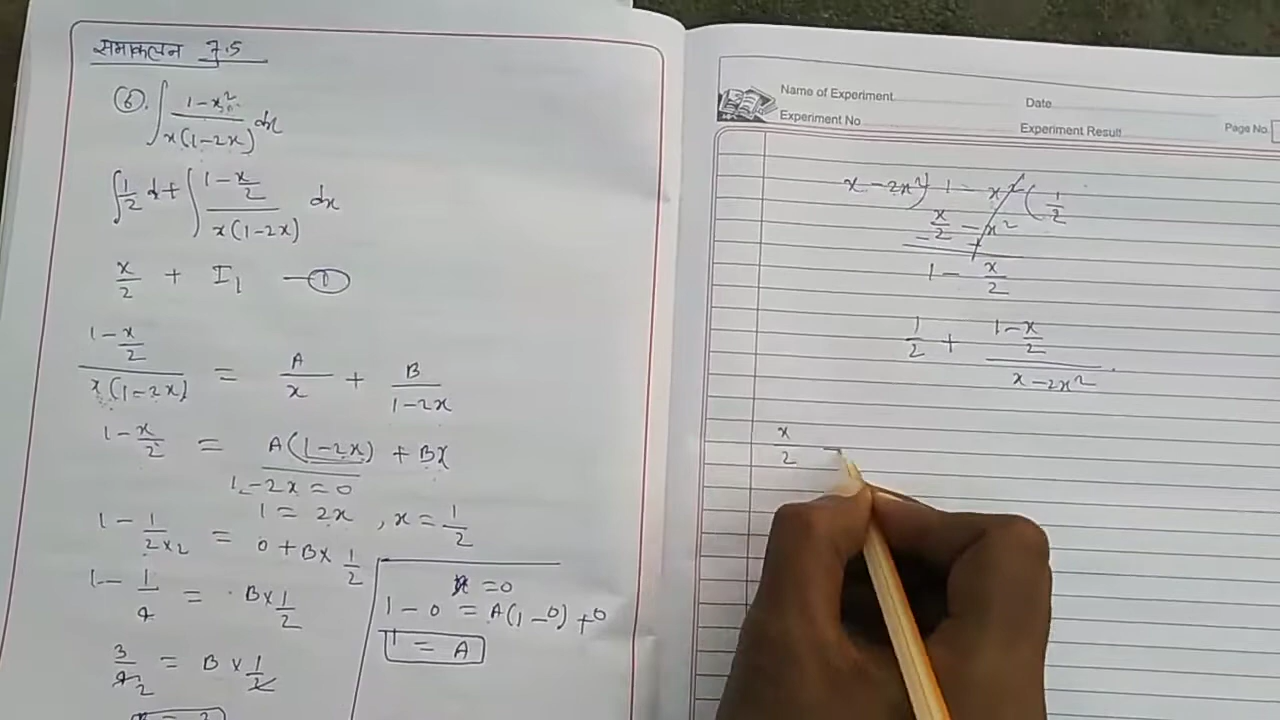 समाकलन 7.5
⑥. ∫ 1-x² / x(1-2x) dx
∫ 1/2 d + ∫ 1-x/2 / x(1-2x) dx
x/2 + I₁ —①
1-x/2 / x(1-2x) = A/x + B/1-2x
1-x/2 = A(1-2x) + Bx
1-2x=0
1 = 2x , x = 1/2
1 - 1/2×2 = 0 + B× 1/2
1 - 1/4 = B× 1/2
3/4 2 = B × 1/2
x=0
1 - 0 = A(1-0) + 0
1 = A
Name of Experiment
Date
Experiment No
Experiment Result
Page No.
x-2x² ) 1 - x² ( 1/2
x/2 - x²
- +
1 - x/2
1/2 + 1-x/2 / x-2x² .
x/2 -